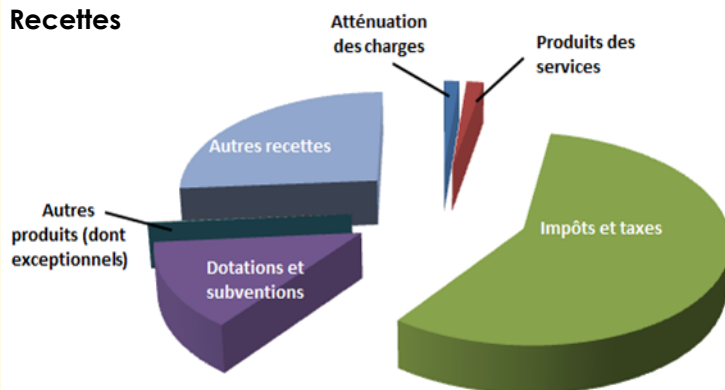 Recettes
Atténuation
des charges
Produits des
services
Autres recettes
Impôts et taxes
Autres
produits (dont
exceptionnels)
Dotations et
subventions